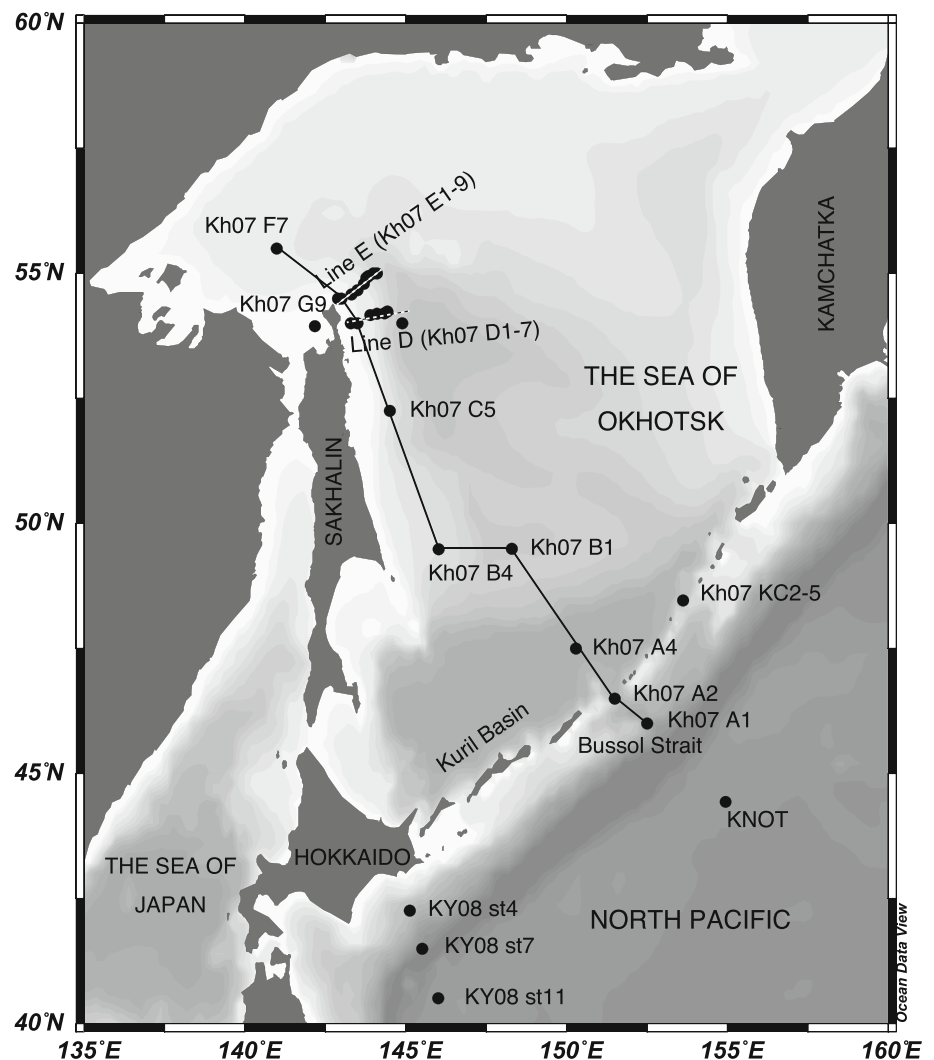 60°N
Kh07 F7
Line E (Kh07 E1-9)
KAMCHATKA
55°N
Kh07 G9
Line D (Kh07 D1-7)
THE SEA OF
OKHOTSK
Kh07 C5
SAKHALIN
50°N
Kh07 B1
Kh07 B4
Kh07 KC2-5
Kh07 A4
Kh07 A2
Kh07 A1
Kuril Basin
Bussol Strait
45°N
KNOT
HOKKAIDO
THE SEA OF
JAPAN
KY08 st4
NORTH PACIFIC
KY08 st7
KY08 st11
Ocean Data View
40°N
135°E
140°E
145°E
150°E
155°E
160°E